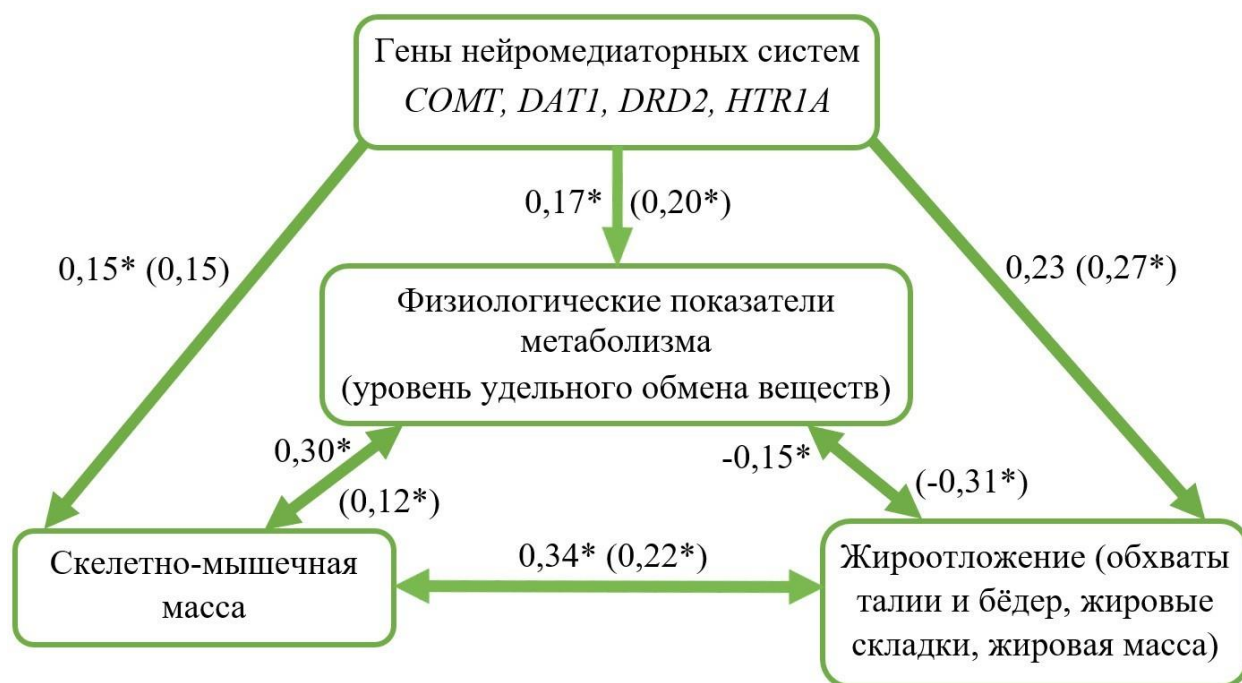 Гены нейромедиаторных систем
COMT, DAT1, DRD2, HTR1A
0,17* (0,20*)
0,15* (0,15)
0,23 (0,27*)
Физиологические показатели
метаболизма
(уровень удельного обмена веществ)
0,30*
(0,12*)
-0,15*
(-0,31*)
Скелетно-мышечная
масса
0,34* (0,22*)
Жироотложение (обхваты
талии и бёдер, жировые
складки, жировая масса)